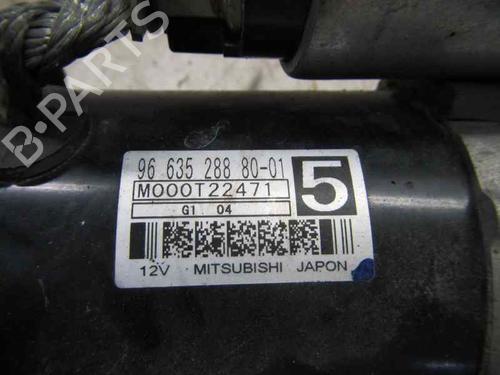 B-PARTS
96 635 288 80-01
5
M000T22471
G1 04
12V MITSUBISHI JAPON